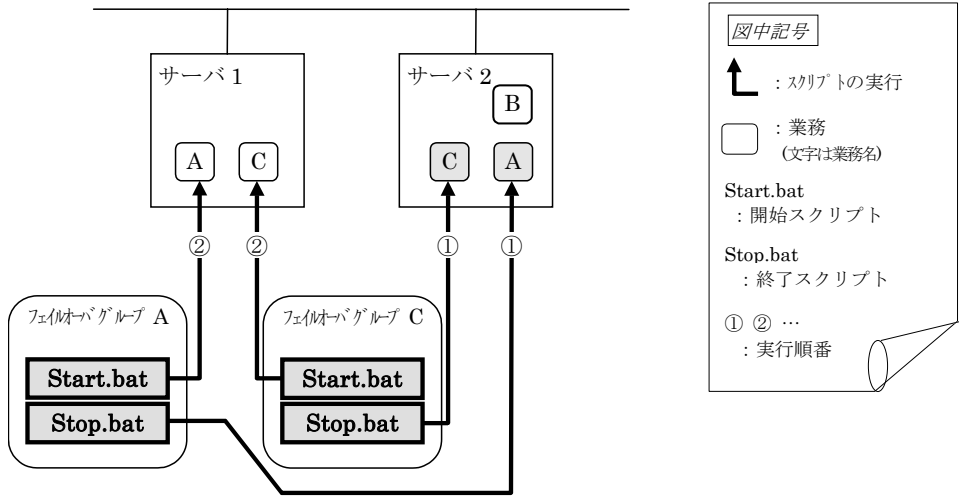 サーバ 1
A
C
②
②
サーバ 2
B
C
A
①
①
フェイルオーバグループ A
Start.bat
Stop.bat
フェイルオーバグループ C
Start.bat
Stop.bat
図中記号
：スクリプトの実行
：業務
(文字は業務名)
Start.bat
：開始スクリプト
Stop.bat
：終了スクリプト
① ② …
：実行順番